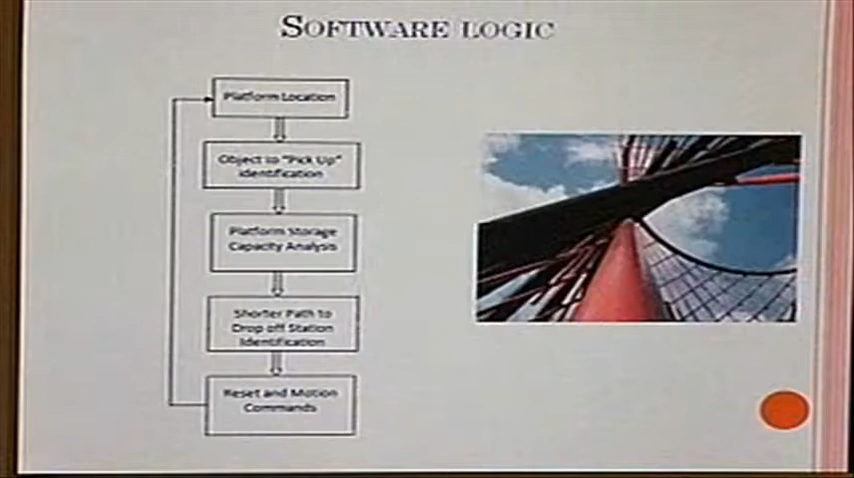 SOFTWARE LOGIC
Platform Location
Object to "Pick Up"
identification
Platform Storage
Capacity Analysis
Shorter Path to
Drop off Station
Identification
Reset and Motion
Commands